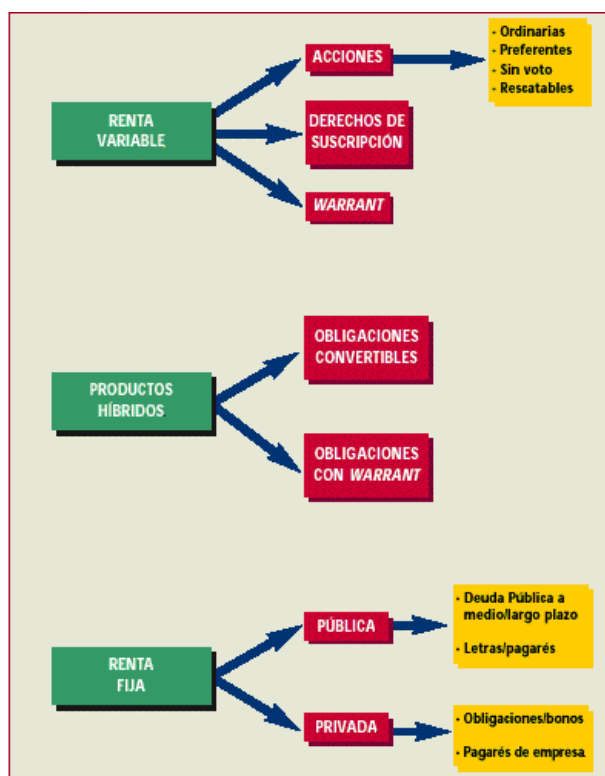 RENTA
VARIABLE
ACCIONES
- Ordinarias
- Preferentes
- Sin voto
- Rescatables
DERECHOS DE
SUSCRIPCIÓN
WARRANT
PRODUCTOS
HÍBRIDOS
OBLIGACIONES
CONVERTIBLES
OBLIGACIONES
CON WARRANT
RENTA
FIJA
PÚBLICA
- Deuda Pública a
medio/largo plazo
- Letras/pagarés
PRIVADA
- Obligaciones/bonos
- Pagarés de empresa